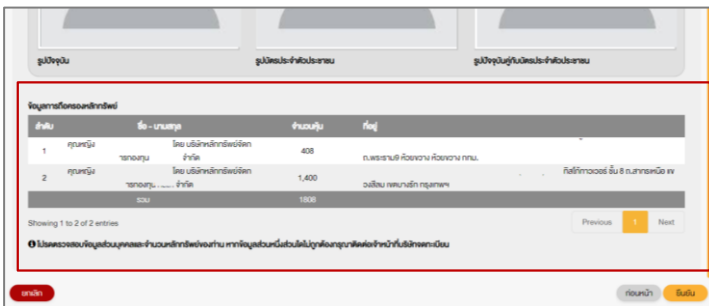 รูปปัจจุบัน รูปบัตรประจำตัวประชาชน รูปปัจจุบันคู่กับบัตรประจำตัวประชาชน
ข้อมูลการถือครองหลักทรัพย์
ลำดับ ชื่อ - นามสกุล จำนวนหุ้น ที่อยู่
1 คุณหญิง โดย บริษัทหลักทรัพย์จัดก 408
ารกองทุน จำกัด ถ.พระราม9 ห้วยขวาง ห้วยขวาง กทม.
2 คุณหญิง โดย บริษัทหลักทรัพย์จัดก 1,400 ทิสโก้ทาวเวอร์ ชั้น 8 ถ.สาทรเหนือ แข
ารกองทุน จำกัด วงสีลม เขตบางรัก กรุงเทพฯ
รวม 1808
Showing 1 to 2 of 2 entries Previous 1 Next
โปรดตรวจสอบข้อมูลส่วนบุคคลและจำนวนหลักทรัพย์ของท่าน หากข้อมูลส่วนหนึ่งส่วนใดไม่ถูกต้องกรุณาติดต่อเจ้าหน้าที่บริษัทจดทะเบียน
ยกเลิก ก่อนหน้า ยืนยัน